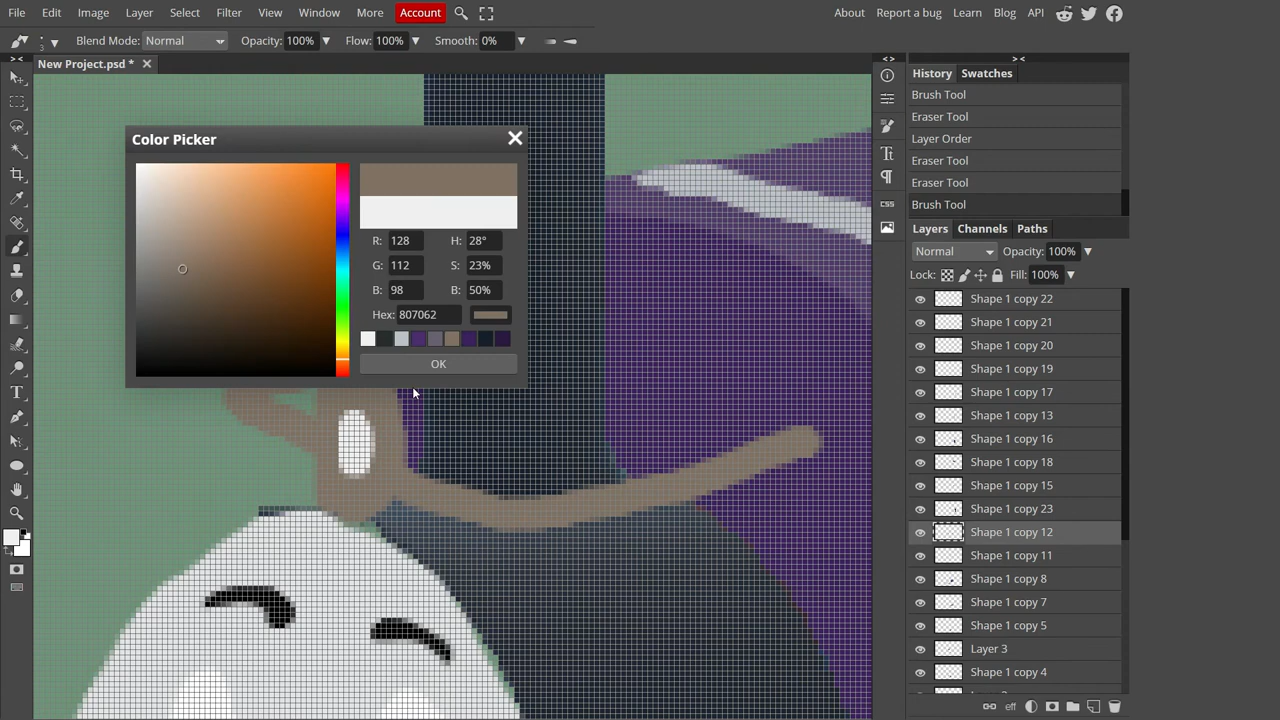 File Edit Image Layer Select Filter View Window More Account About Report a bug Learn Blog API
3 Blend Mode: Normal Opacity: 100% Flow: 100% Smooth: 0%
New Project.psd *
Color Picker
R: 128 H: 28°
G: 112 S: 23%
B: 98 B: 50%
Hex: 807062
OK
History Swatches
Brush Tool
Eraser Tool
Layer Order
Eraser Tool
Eraser Tool
Brush Tool
Layers Channels Paths
Normal Opacity: 100%
Lock: Fill: 100%
Shape 1 copy 22
Shape 1 copy 21
Shape 1 copy 20
Shape 1 copy 19
Shape 1 copy 17
Shape 1 copy 13
Shape 1 copy 16
Shape 1 copy 18
Shape 1 copy 15
Shape 1 copy 23
Shape 1 copy 12
Shape 1 copy 11
Shape 1 copy 8
Shape 1 copy 7
Shape 1 copy 5
Layer 3
Shape 1 copy 4
CSS
eff